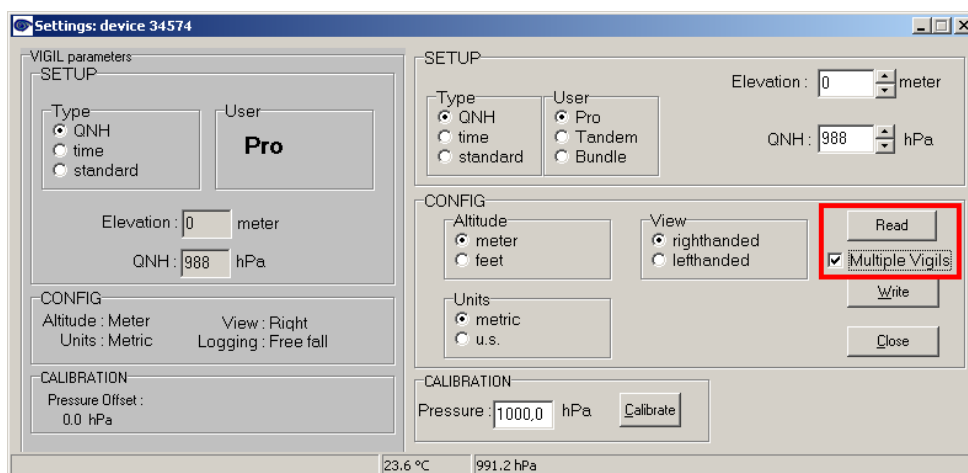 Settings: device 34574
VIGIL parameters
SETUP
Type
QNH
time
standard
User
Pro
Elevation : 0 meter
QNH : 988 hPa
CONFIG
Altitude : Meter View : Right
Units : Metric Logging : Free fall
CALIBRATION
Pressure Offset :
0.0 hPa
SETUP
Type
QNH
time
standard
User
Pro
Tandem
Bundle
Elevation : 0 meter
QNH : 988 hPa
CONFIG
Altitude
meter
feet
View
righthanded
lefthanded
Units
metric
u.s.
Read
Multiple Vigils
Write
Close
CALIBRATION
Pressure : 1000,0 hPa Calibrate
23.6 °C 991.2 hPa